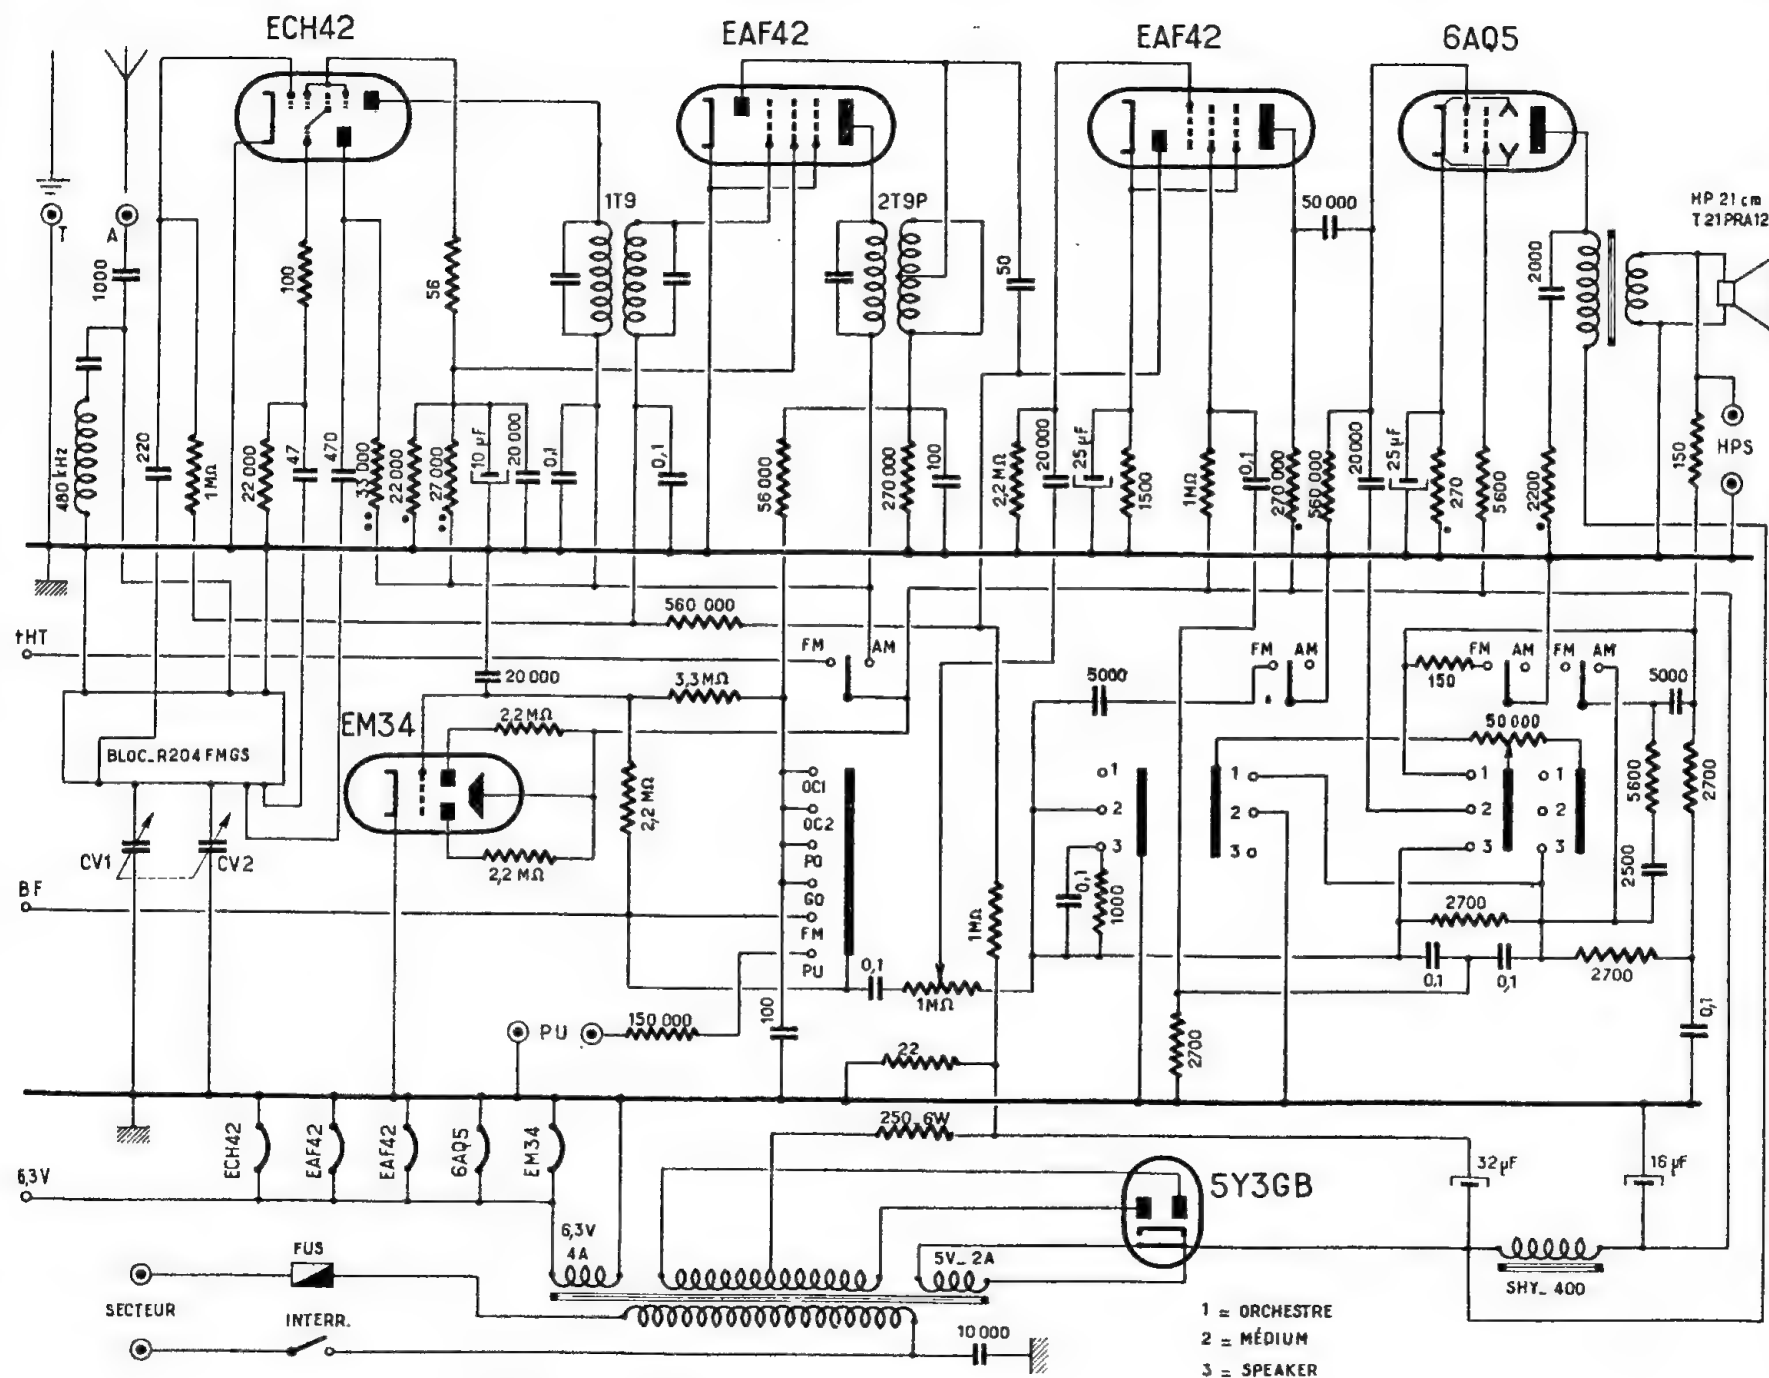 ECH42
EAF42
EAF42
6AQ5
T
A
1000
480 kHz
220
1MΩ
100
22 000
47
470
33 000
56
22 000
27 000
10 µF
20 000
0,1
1T9
0,1
2T9P
50
56 000
270 000
100
2,2 MΩ
20000
25 µF
1500
1MΩ
0,1
270 000
50 000
560 000
20000
25 µF
270
5600
2000
2200
HP 21 cm
T21PRA12
150
HPS
+HT
560 000
FM
AM
20 000
3,3 MΩ
5000
FM
AM
150
FM
AM
FM
AM
5000
BLOC_R204 FMGS
EM34
2,2 MΩ
2,2 MΩ
2,2 MΩ
OC1
OC2
PO
GO
FM
PU
1
2
3
1
2
3
50 000
1
2
3
1
2
3
5600
2700
2500
CV1
CV2
BF
0,1
1000
1MΩ
2700
0,1
0,1
2700
0,1
0,1
1MΩ
PU
150 000
100
22
2700
250_6W
ECH42
EAF42
EAF42
6AQ5
EM34
6,3V
32 µF
16 µF
5Y3GB
6,3V
4A
5V_2A
SHY_ 400
FUS
SECTEUR
INTERR.
10 000
1 = ORCHESTRE
2 = MÉDIUM
3 = SPEAKER